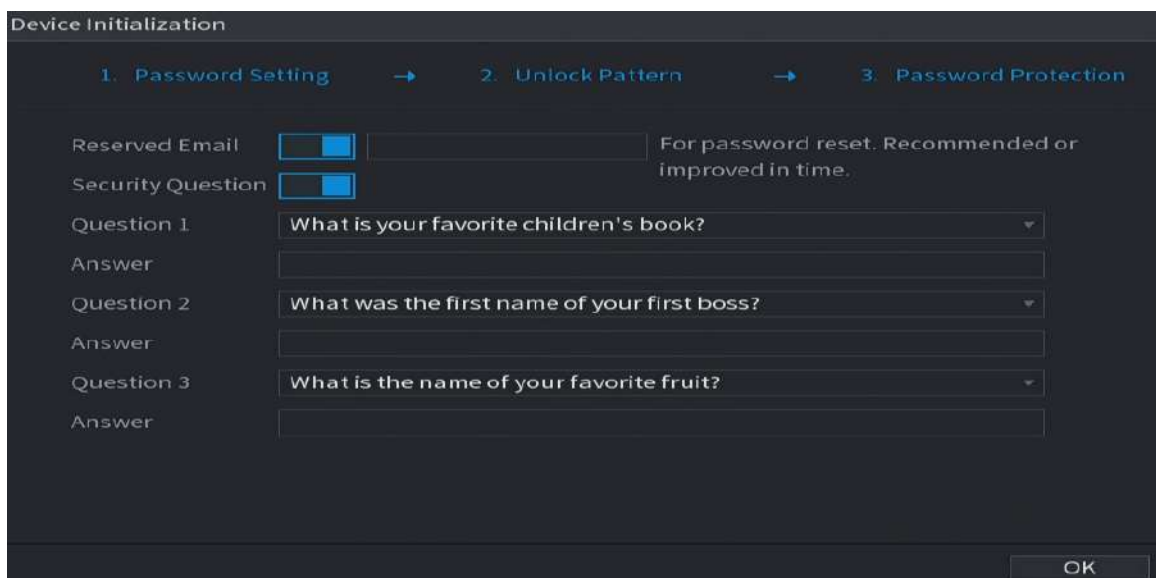 Device Initialization
1. Password Setting → 2. Unlock Pattern → 3. Password Protection
Reserved Email For password reset. Recommended or
improved in time.
Security Question
Question 1 What is your favorite children's book?
Answer
Question 2 What was the first name of your first boss?
Answer
Question 3 What is the name of your favorite fruit?
Answer
OK